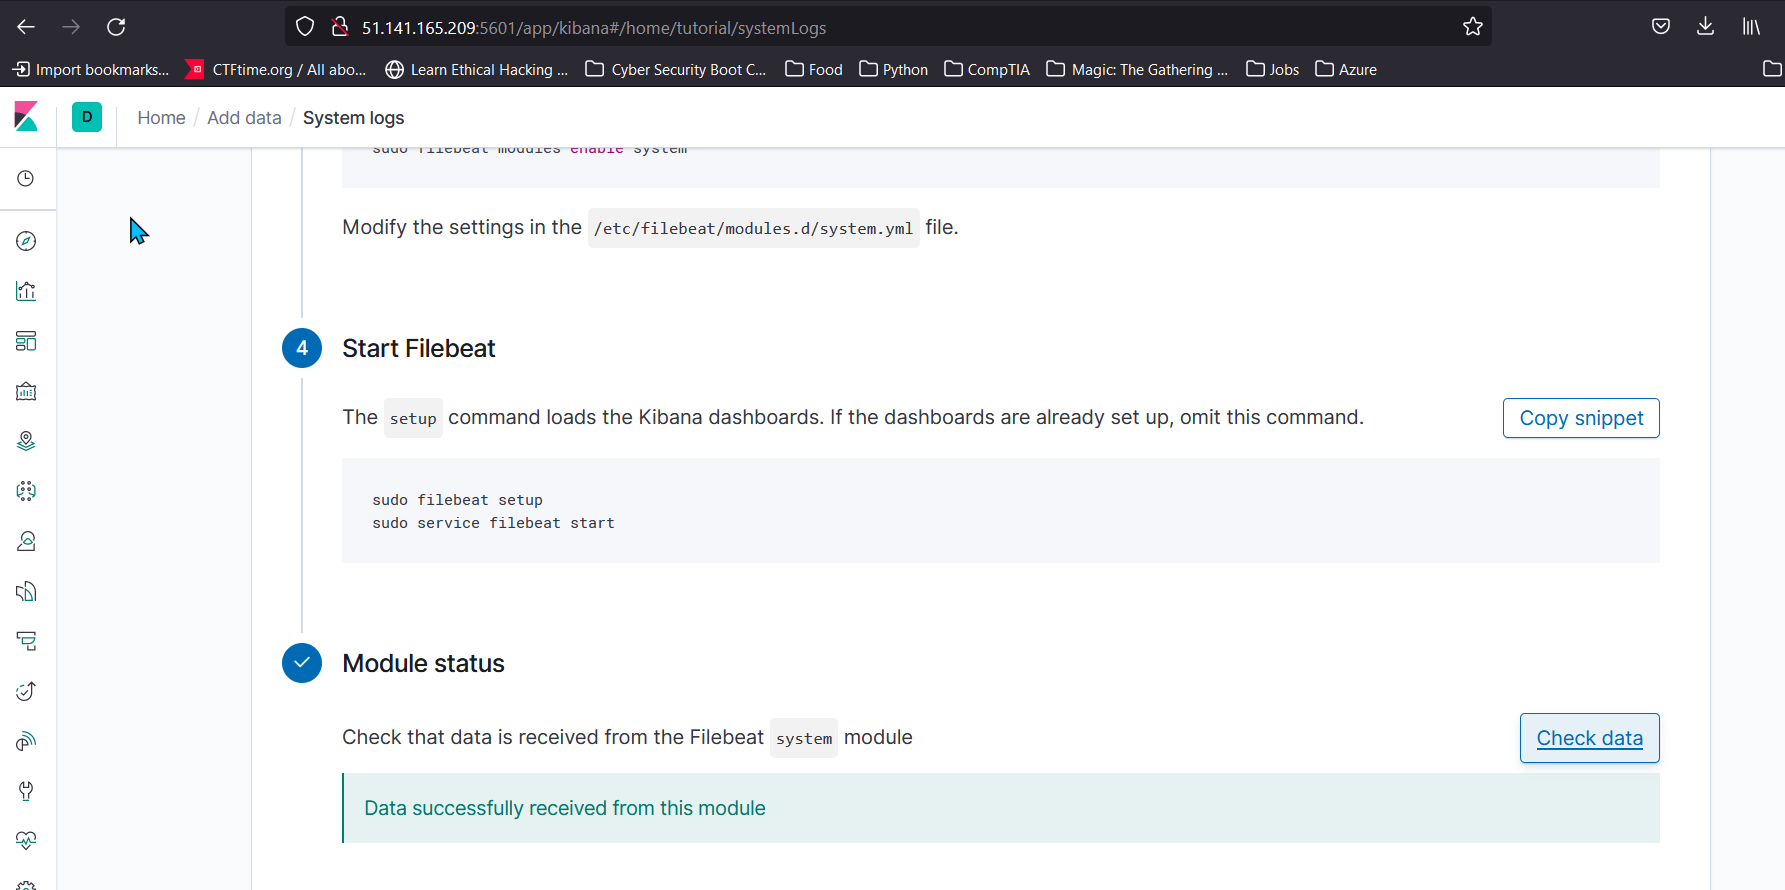 51.141.165.209:5601/app/kibana#/home/tutorial/systemLogs
Import bookmarks... CTFtime.org / All abo... Learn Ethical Hacking ... Cyber Security Boot C... Food Python CompTIA Magic: The Gathering ... Jobs Azure
D Home / Add data / System logs
sudo filebeat modules enable system
Modify the settings in the /etc/filebeat/modules.d/system.yml file.
4 Start Filebeat
The setup command loads the Kibana dashboards. If the dashboards are already set up, omit this command. Copy snippet
sudo filebeat setup
sudo service filebeat start
Module status
Check that data is received from the Filebeat system module Check data
Data successfully received from this module